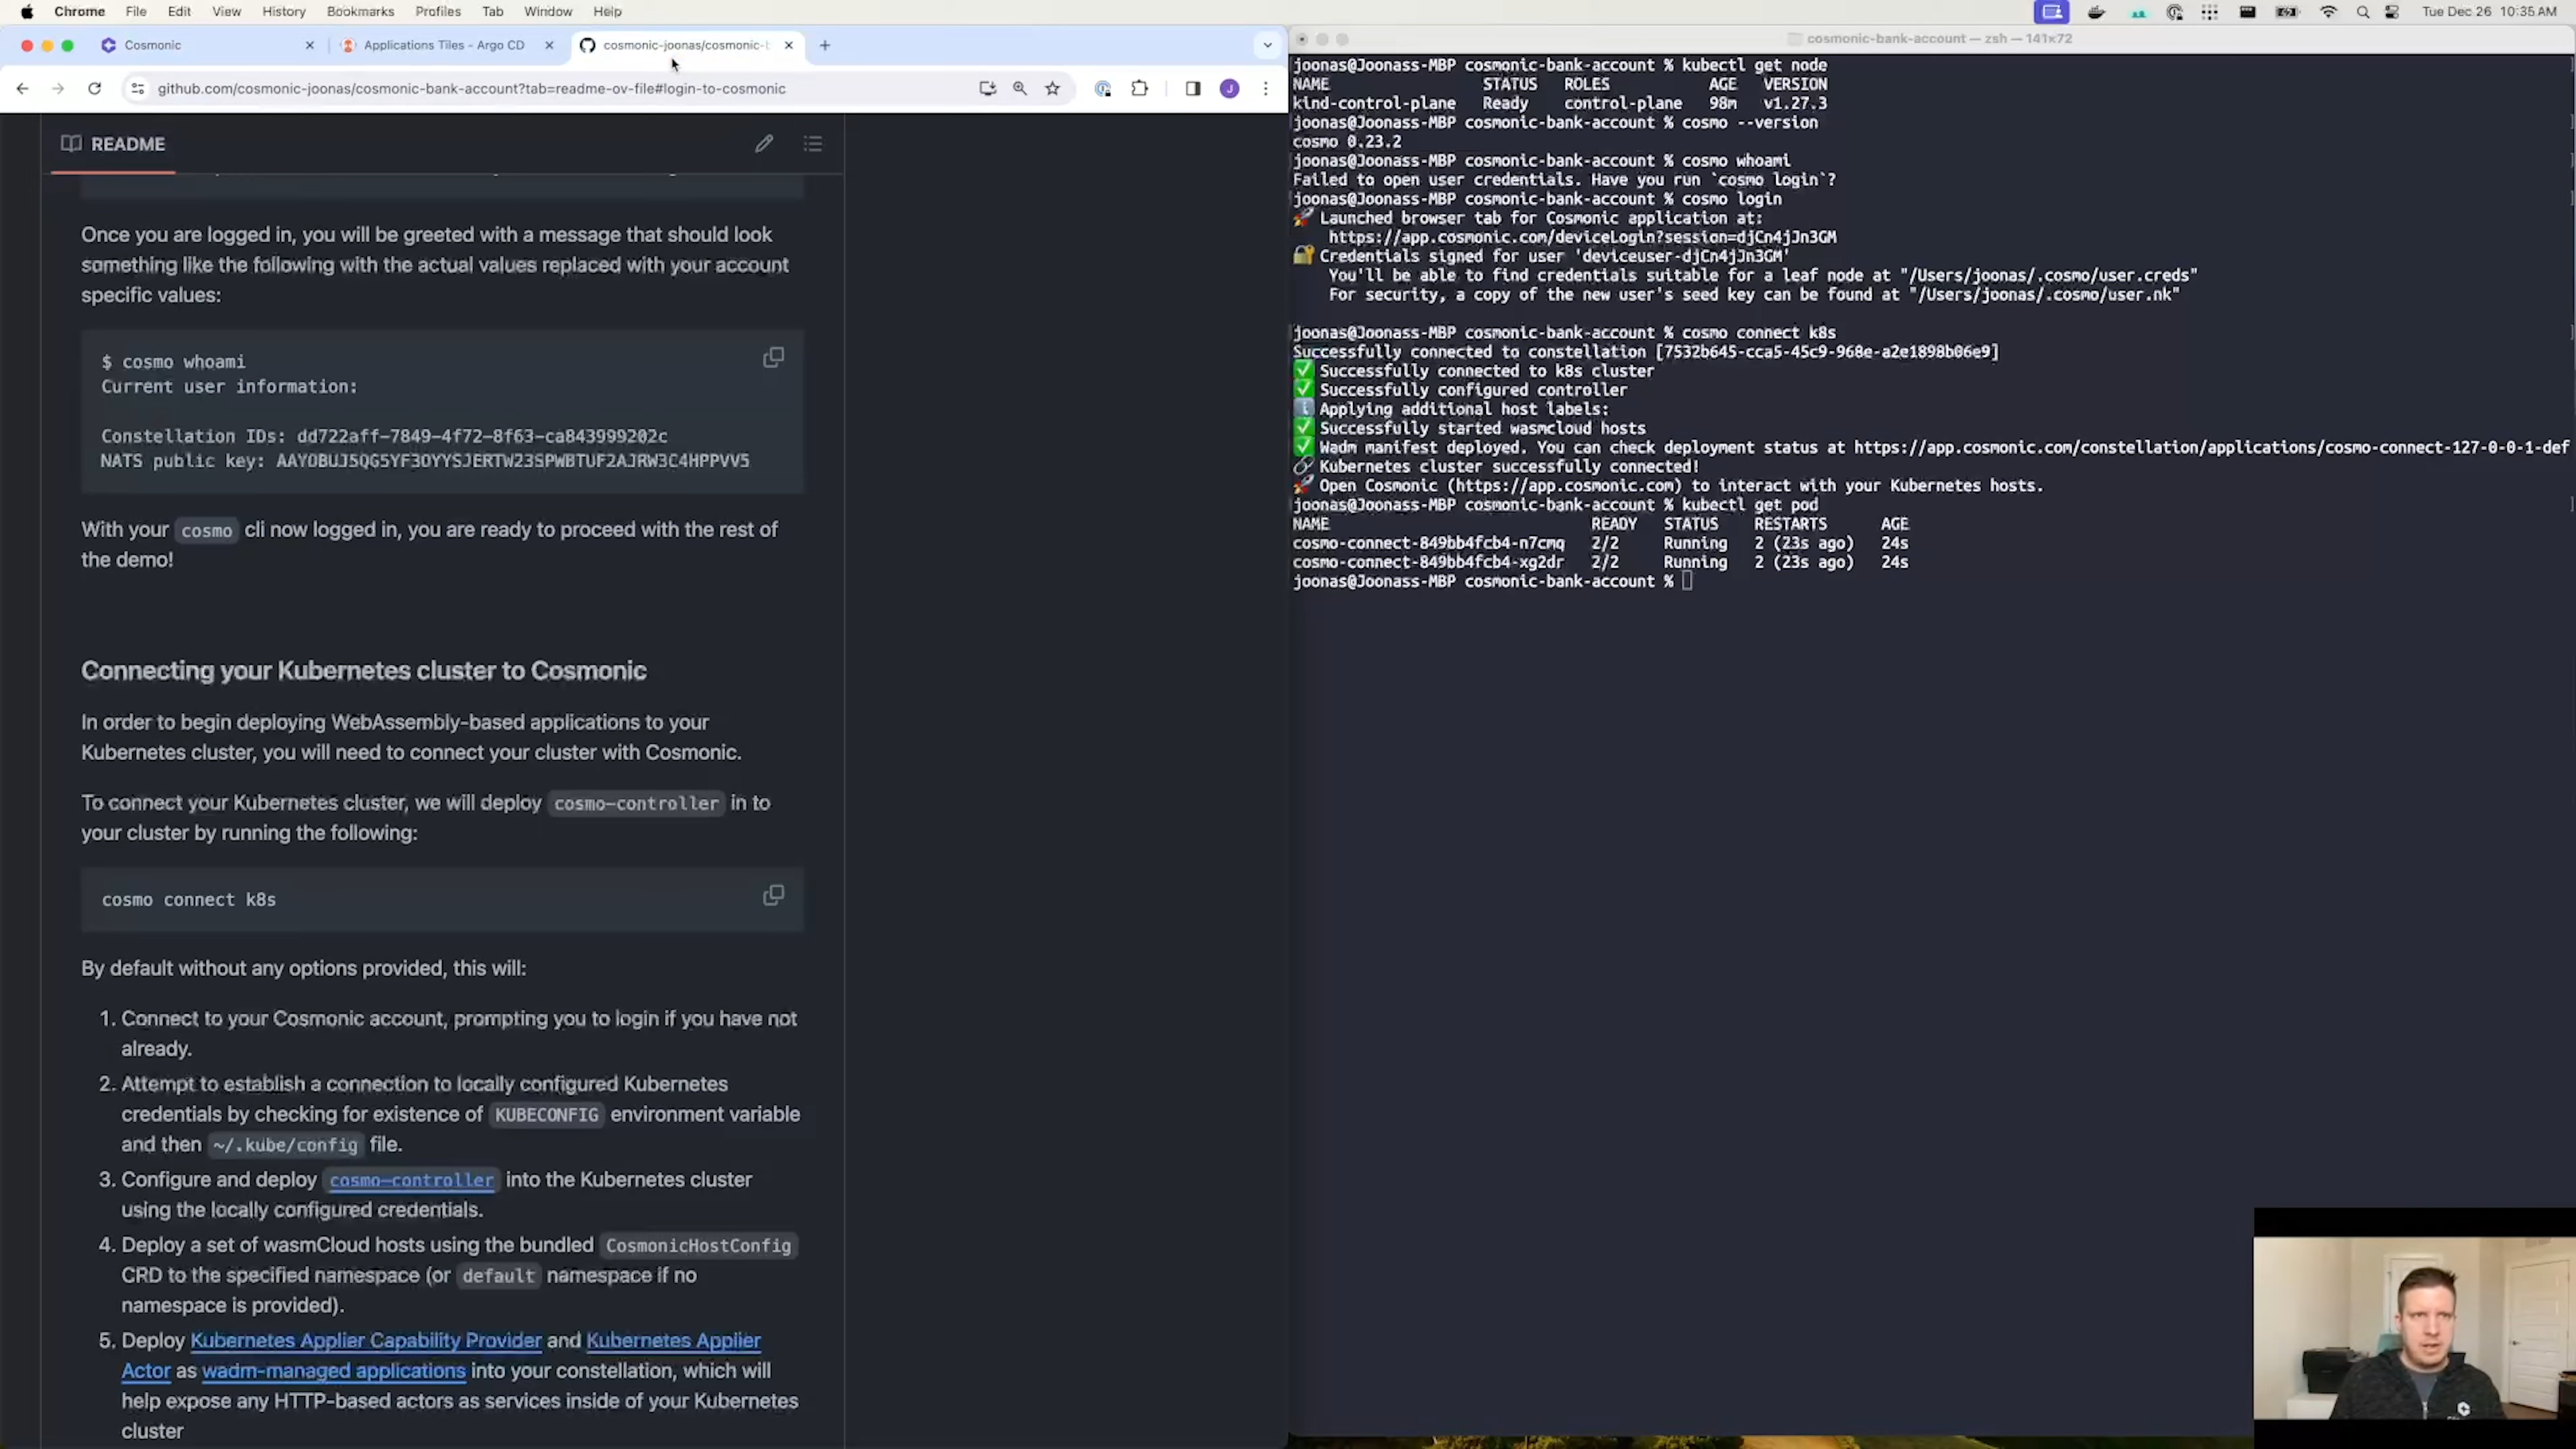 Chrome File Edit View History Bookmarks Profiles Tab Window Help
Tue Dec 26 10:35 AM
Cosmonic
Applications Tiles - Argo CD
cosmonic-joonas/cosmonic-b
github.com/cosmonic-joonas/cosmonic-bank-account?tab=readme-ov-file#login-to-cosmonic
J
README
Once you are logged in, you will be greeted with a message that should look
something like the following with the actual values replaced with your account
specific values:
$ cosmo whoami
Current user information:
Constellation IDs: dd722aff-7849-4f72-8f63-ca843999202c
NATS public key: AAYOBUJ5QG5YF3OYYSJERTW23SPWBTUF2AJRW3C4HPPVV5
With your cosmo cli now logged in, you are ready to proceed with the rest of
the demo!
Connecting your Kubernetes cluster to Cosmonic
In order to begin deploying WebAssembly-based applications to your
Kubernetes cluster, you will need to connect your cluster with Cosmonic.
To connect your Kubernetes cluster, we will deploy cosmo-controller in to
your cluster by running the following:
cosmo connect k8s
By default without any options provided, this will:
1. Connect to your Cosmonic account, prompting you to login if you have not
already.
2. Attempt to establish a connection to locally configured Kubernetes
credentials by checking for existence of KUBECONFIG environment variable
and then ~/.kube/config file.
3. Configure and deploy cosmo-controller into the Kubernetes cluster
using the locally configured credentials.
4. Deploy a set of wasmCloud hosts using the bundled CosmonicHostConfig
CRD to the specified namespace (or default namespace if no
namespace is provided).
5. Deploy Kubernetes Applier Capability Provider and Kubernetes Applier
Actor as wadm-managed applications into your constellation, which will
help expose any HTTP-based actors as services inside of your Kubernetes
cluster
cosmonic-bank-account — zsh — 141×72
joonas@Joonass-MBP cosmonic-bank-account % kubectl get node
NAME STATUS ROLES AGE VERSION
kind-control-plane Ready control-plane 98m v1.27.3
joonas@Joonass-MBP cosmonic-bank-account % cosmo --version
cosmo 0.23.2
joonas@Joonass-MBP cosmonic-bank-account % cosmo whoami
Failed to open user credentials. Have you run `cosmo login`?
joonas@Joonass-MBP cosmonic-bank-account % cosmo login
Launched browser tab for Cosmonic application at:
https://app.cosmonic.com/deviceLogin?session=djCn4jJn3GM
Credentials signed for user 'deviceuser-djCn4jJn3GM'
You'll be able to find credentials suitable for a leaf node at "/Users/joonas/.cosmo/user.creds"
For security, a copy of the new user's seed key can be found at "/Users/joonas/.cosmo/user.nk"
joonas@Joonass-MBP cosmonic-bank-account % cosmo connect k8s
Successfully connected to constellation [7532b645-cca5-45c9-968e-a2e1898b06e9]
Successfully connected to k8s cluster
Successfully configured controller
Applying additional host labels:
Successfully started wasmcloud hosts
Wadm manifest deployed. You can check deployment status at https://app.cosmonic.com/constellation/applications/cosmo-connect-127-0-0-1-def
Kubernetes cluster successfully connected!
Open Cosmonic (https://app.cosmonic.com) to interact with your Kubernetes hosts.
joonas@Joonass-MBP cosmonic-bank-account % kubectl get pod
NAME READY STATUS RESTARTS AGE
cosmo-connect-849bb4fcb4-n7cmq 2/2 Running 2 (23s ago) 24s
cosmo-connect-849bb4fcb4-xg2dr 2/2 Running 2 (23s ago) 24s
joonas@Joonass-MBP cosmonic-bank-account %